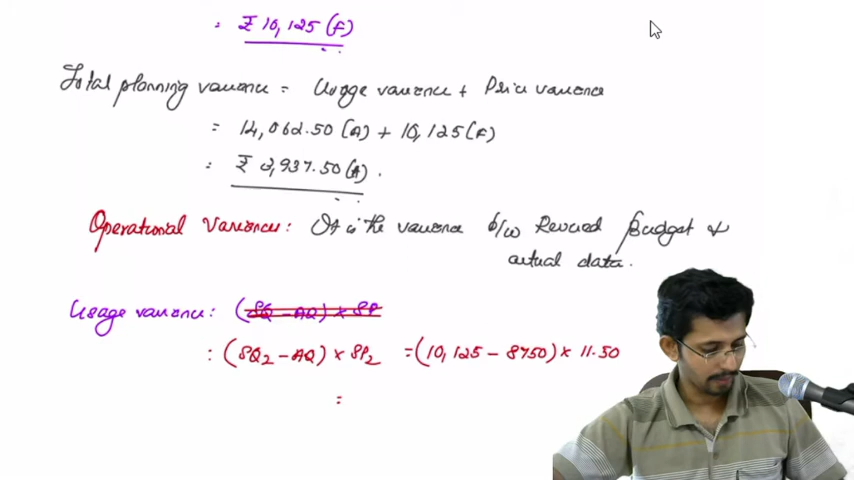 = ₹ 10,125 (F)
Total planning variance = Usage variance + Price variance
= 14,062.50 (A) + 10,125 (F)
= ₹ 3,937.50 (A).
Operational Variances: It is the variance b/w Revised Budget &
actual data.
Usage variance: (SQ - AQ) × SP
: (SQ2 - AQ) × SP2 = (10,125 - 8750) × 11.50
=